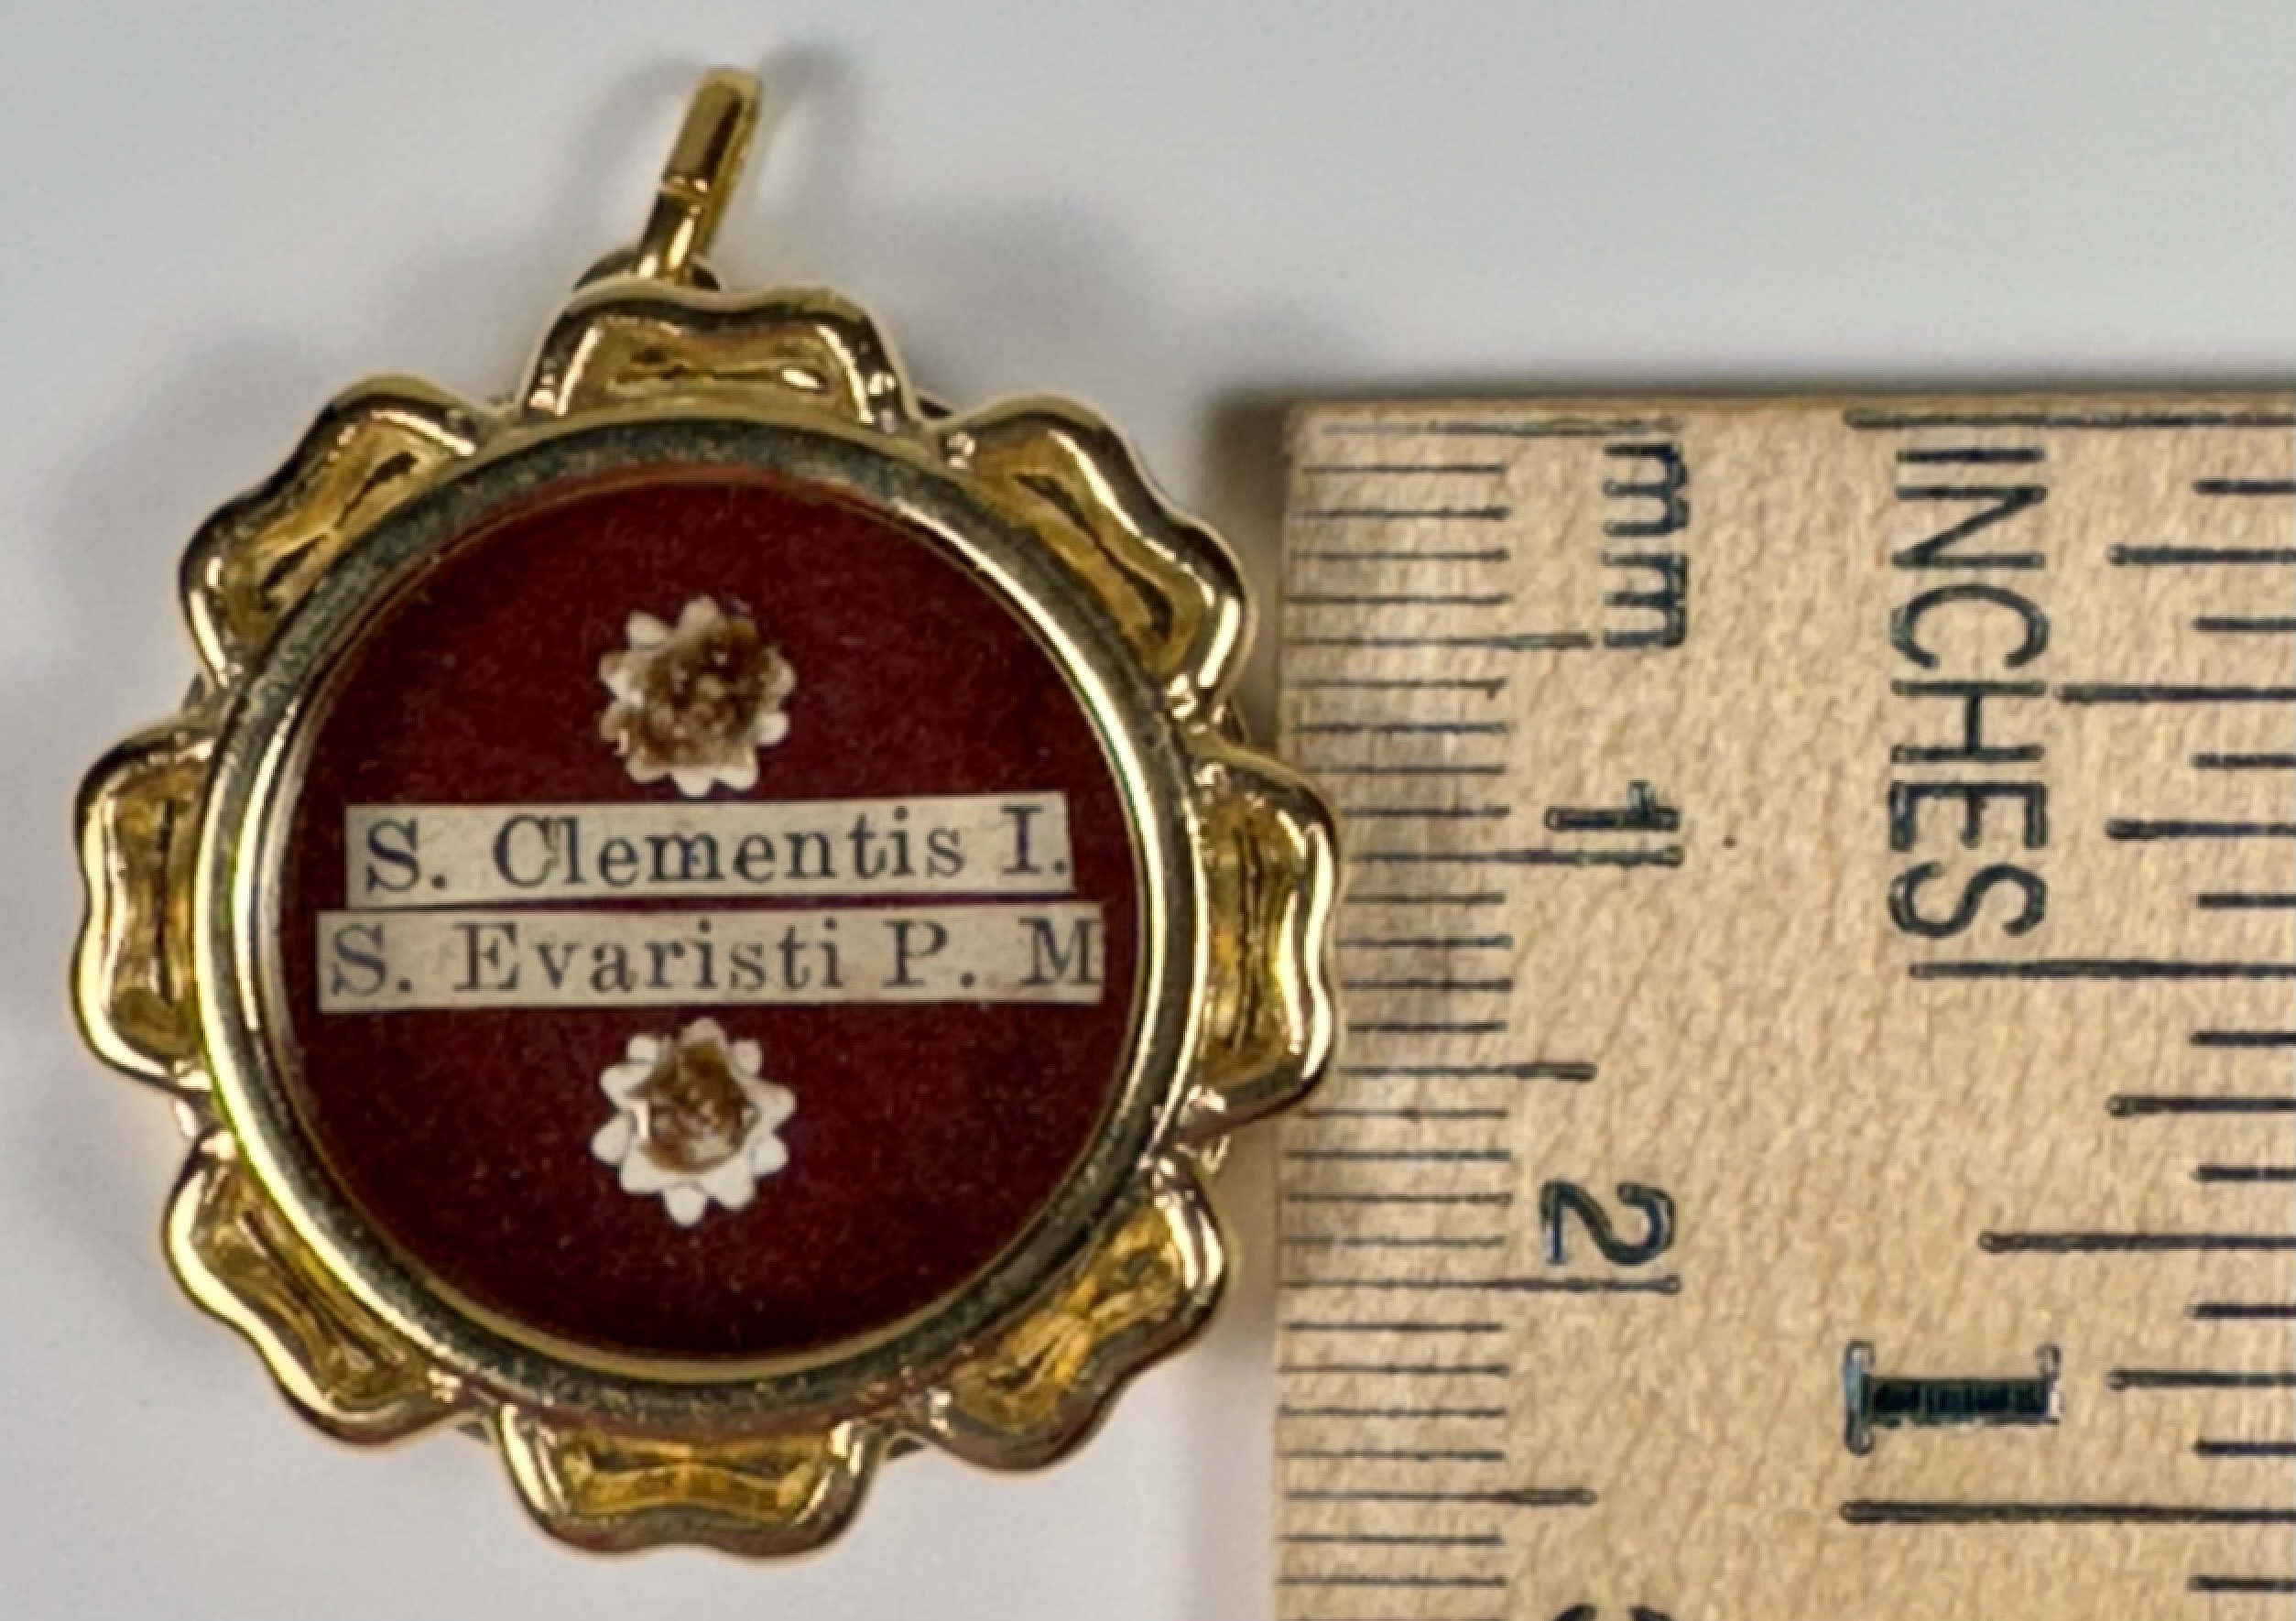 S. Clementis I.
S. Evaristi P. M
mm
1
2
INCHES
1